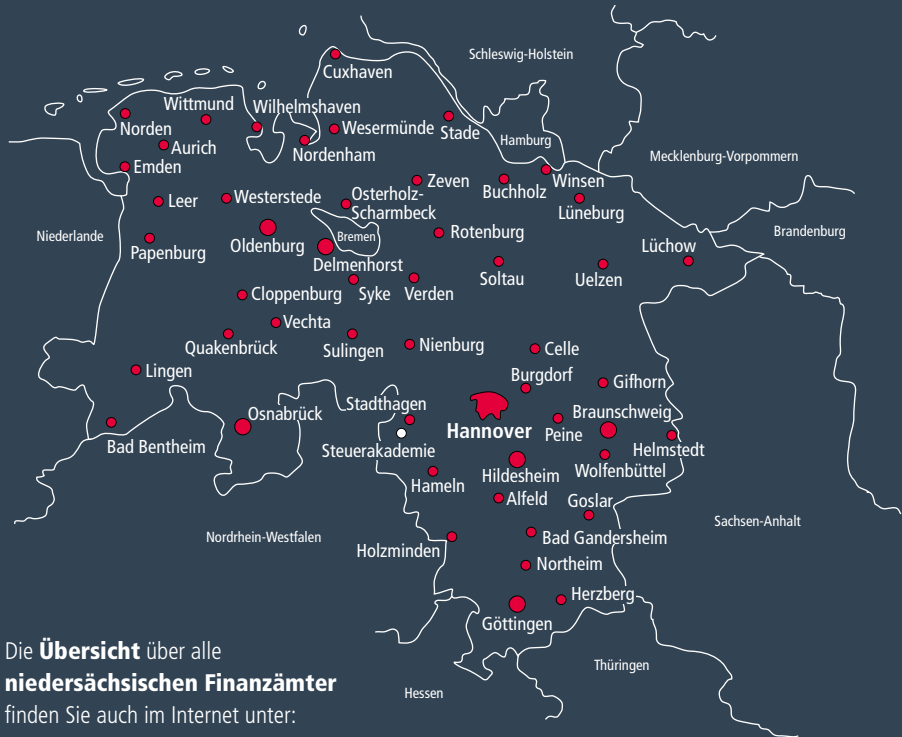 Schleswig-Holstein
Cuxhaven
Wittmund
Wilhelmshaven
Norden
Wesermünde
Stade
Hamburg
Aurich
Nordenham
Mecklenburg-Vorpommern
Emden
Zeven
Buchholz
Winsen
Leer
Westerstede
Osterholz-
Scharmbeck
Lüneburg
Niederlande
Oldenburg
Bremen
Rotenburg
Brandenburg
Papenburg
Lüchow
Delmenhorst
Soltau
Uelzen
Cloppenburg
Syke
Verden
Vechta
Quakenbrück
Sulingen
Nienburg
Celle
Lingen
Burgdorf
Gifhorn
Stadthagen
Osnabrück
Braunschweig
Hannover
Peine
Bad Bentheim
Steuerakademie
Helmstedt
Hildesheim
Wolfenbüttel
Hameln
Alfeld
Goslar
Sachsen-Anhalt
Nordrhein-Westfalen
Holzminden
Bad Gandersheim
Northeim
Herzberg
Göttingen
Thüringen
Hessen
Die Übersicht über alle
niedersächsischen Finanzämter
finden Sie auch im Internet unter: